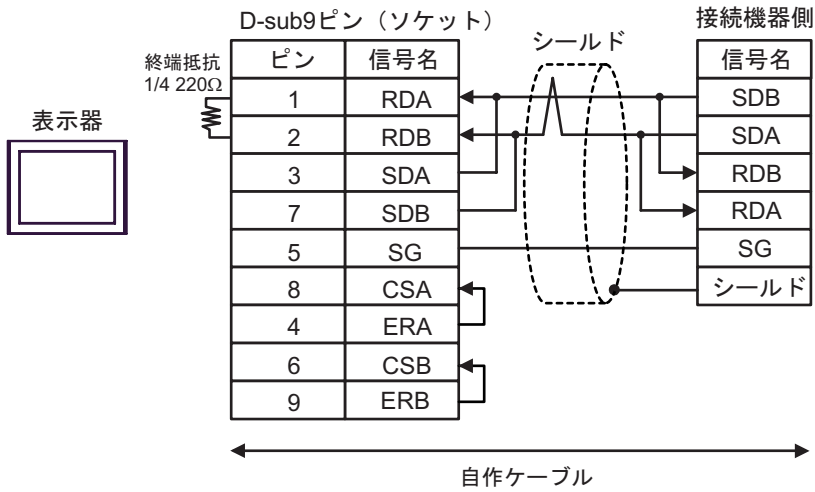 D-sub9ピン（ソケット）
接続機器側
シールド
終端抵抗
1/4 220Ω
表示器
ピン 信号名
1 RDA
2 RDB
3 SDA
7 SDB
5 SG
8 CSA
4 ERA
6 CSB
9 ERB
信号名
SDB
SDA
RDB
RDA
SG
シールド
自作ケーブル